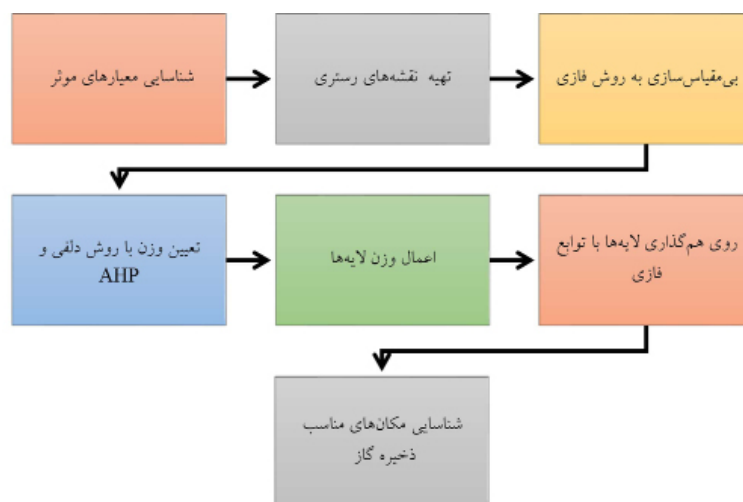 شناسایی معیارهای موثر
تهیه نقشه‌های رستری
بی‌مقیاس‌سازی به روش فازی
تعیین وزن با روش دلفی و
AHP
اعمال وزن لایه‌ها
روی هم‌گذاری لایه‌ها با توابع
فازی
شناسایی مکان‌های مناسب
ذخیره گاز